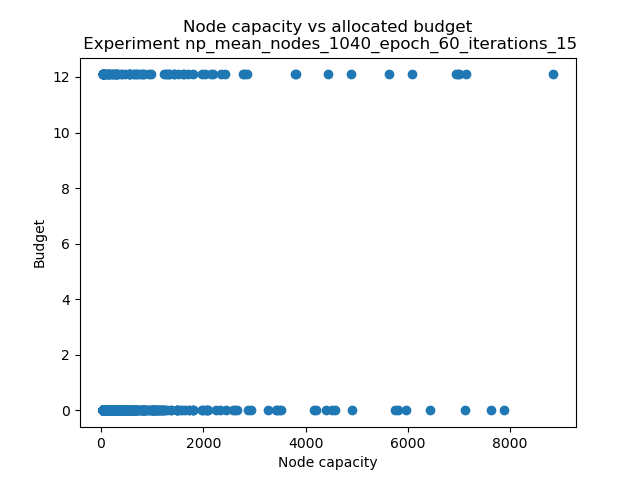 Node capacity vs allocated budget
Experiment np_mean_nodes_1040_epoch_60_iterations_15
12
10
8
6
4
2
0
Budget
0 2000 4000 6000 8000
Node capacity